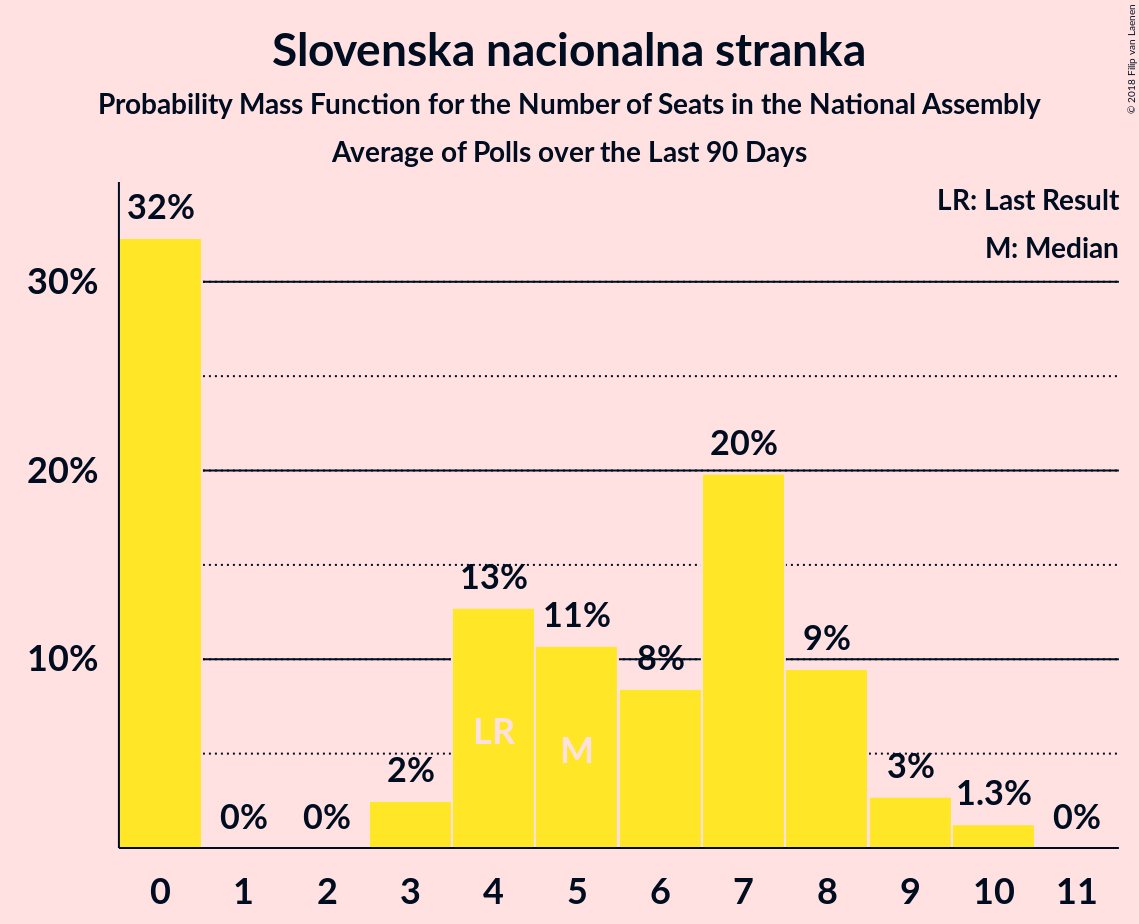 Slovenska nacionalna stranka
Probability Mass Function for the Number of Seats in the National Assembly
Average of Polls over the Last 90 Days
© 2018 Filip van Laenen
LR: Last Result
M: Median
32%
30%
20%
20%
13%
11%
10%
8%
9%
LR
M
2%
3%
1.3%
0%
0%
0%
0 1 2 3 4 5 6 7 8 9 10 11